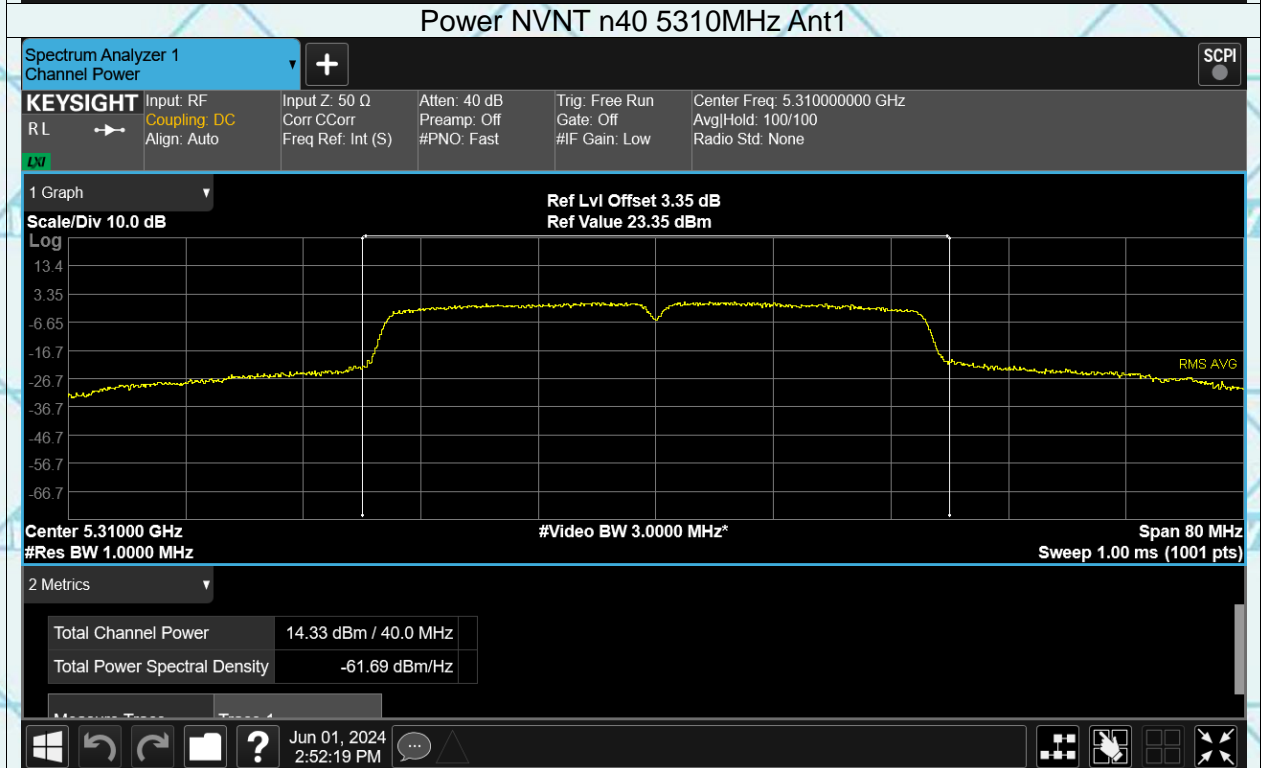 Power NVNT n40 5310MHz Ant1
Spectrum Analyzer 1
Channel Power
SCPI
KEYSIGHT
RL
LXI
Input: RF
Coupling: DC
Align: Auto
Input Z: 50 Ω
Corr CCorr
Freq Ref: Int (S)
Atten: 40 dB
Preamp: Off
#PNO: Fast
Trig: Free Run
Gate: Off
#IF Gain: Low
Center Freq: 5.310000000 GHz
Avg|Hold: 100/100
Radio Std: None
1 Graph
Scale/Div 10.0 dB
Ref Lvl Offset 3.35 dB
Ref Value 23.35 dBm
Log
13.4
3.35
-6.65
-16.7
-26.7
-36.7
-46.7
-56.7
-66.7
RMS AVG
Center 5.31000 GHz
#Video BW 3.0000 MHz*
Span 80 MHz
#Res BW 1.0000 MHz
Sweep 1.00 ms (1001 pts)
2 Metrics
Total Channel Power 14.33 dBm / 40.0 MHz
Total Power Spectral Density -61.69 dBm/Hz
Measure Trace Trace 1
Jun 01, 2024
2:52:19 PM